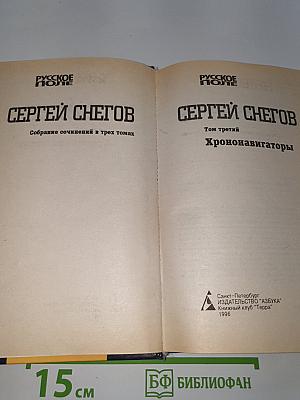 РУССКОЕ
ПОЛЕ
СЕРГЕЙ СНЕГОВ
Собрание сочинений в трех томах
РУССКОЕ
ПОЛЕ
СЕРГЕЙ СНЕГОВ
Том третий
Хрононавигаторы
Санкт-Петербург
ИЗДАТЕЛЬСТВО "АЗБУКА"
Книжный клуб "Терра"
1996
15 см
БФ БИБЛИОФАН